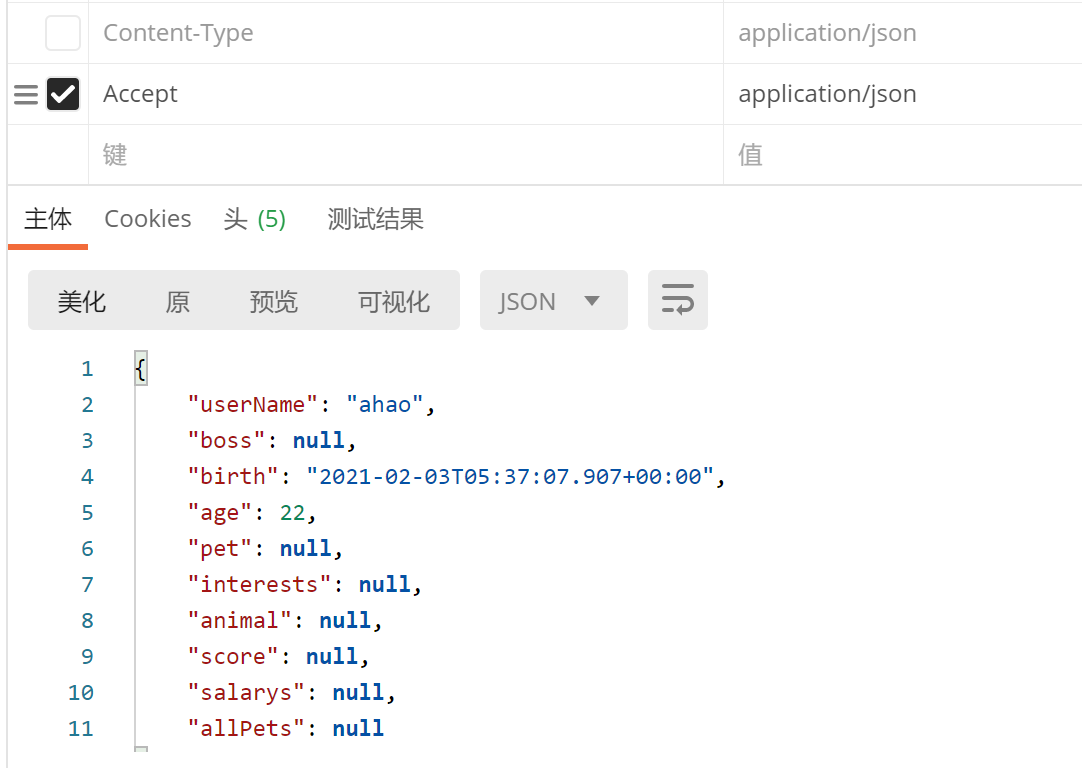 Content-Type application/json
Accept application/json
键 值
主体 Cookies 头 (5) 测试结果
美化 原 预览 可视化 JSON
1 {
2 "userName": "ahao",
3 "boss": null,
4 "birth": "2021-02-03T05:37:07.907+00:00",
5 "age": 22,
6 "pet": null,
7 "interests": null,
8 "animal": null,
9 "score": null,
10 "salarys": null,
11 "allPets": null